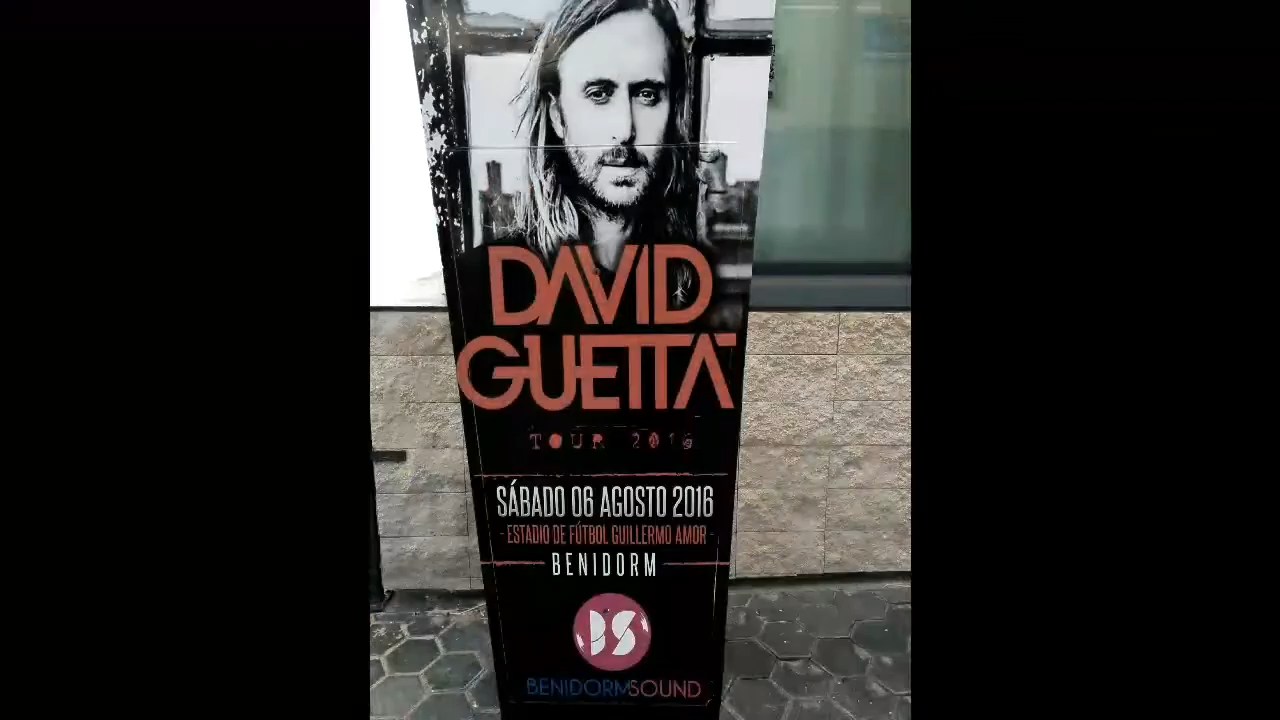 DAVID
GUETTA
TOUR 2016
SÁBADO 06 AGOSTO 2016
- ESTADIO DE FÚTBOL GUILLERMO AMOR -
BENIDORM
BS
BENIDORMSOUND